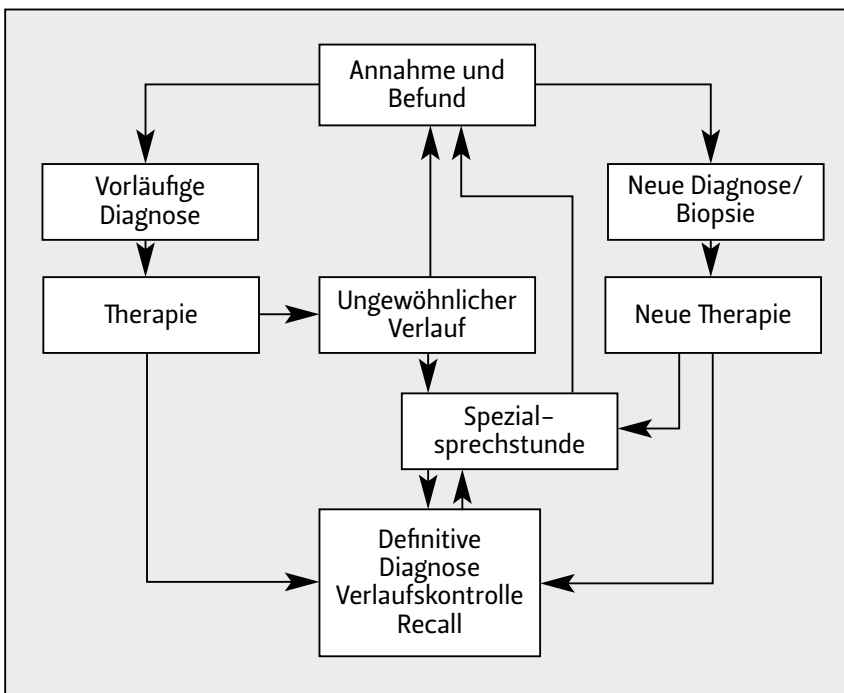 Annahme und
Befund
Vorläufige
Diagnose
Neue Diagnose/
Biopsie
Therapie
Ungewöhnlicher
Verlauf
Neue Therapie
Spezial-
sprechstunde
Definitive
Diagnose
Verlaufskontrolle
Recall